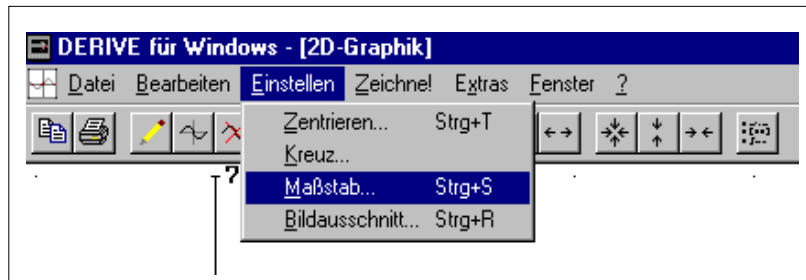 DERIVE für Windows - [2D-Graphik]
Datei Bearbeiten Einstellen Zeichne! Extras Fenster ?
Zentrieren... Strg+T
Kreuz...
Maßstab... Strg+S
Bildausschnitt... Strg+R
7